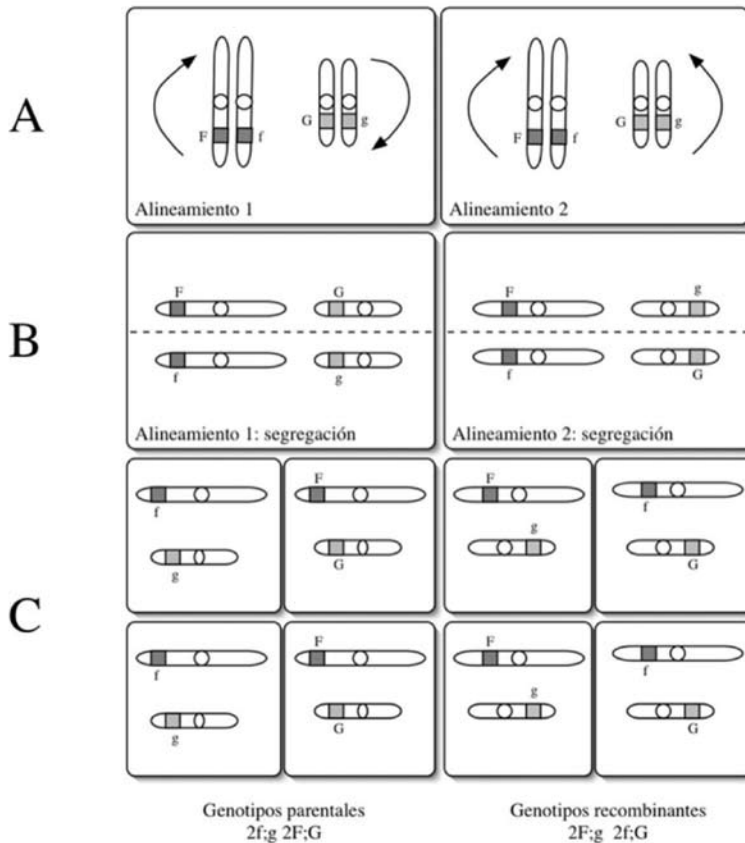 A
F f G g
F f G g
Alineamiento 1
Alineamiento 2
B
F G
F g
f g
f G
Alineamiento 1: segregación
Alineamiento 2: segregación
C
f
g
F
G
F
g
f
G
f
g
F
G
F
g
f
G
Genotipos parentales
2f;g 2F;G
Genotipos recombinantes
2F;g 2f;G